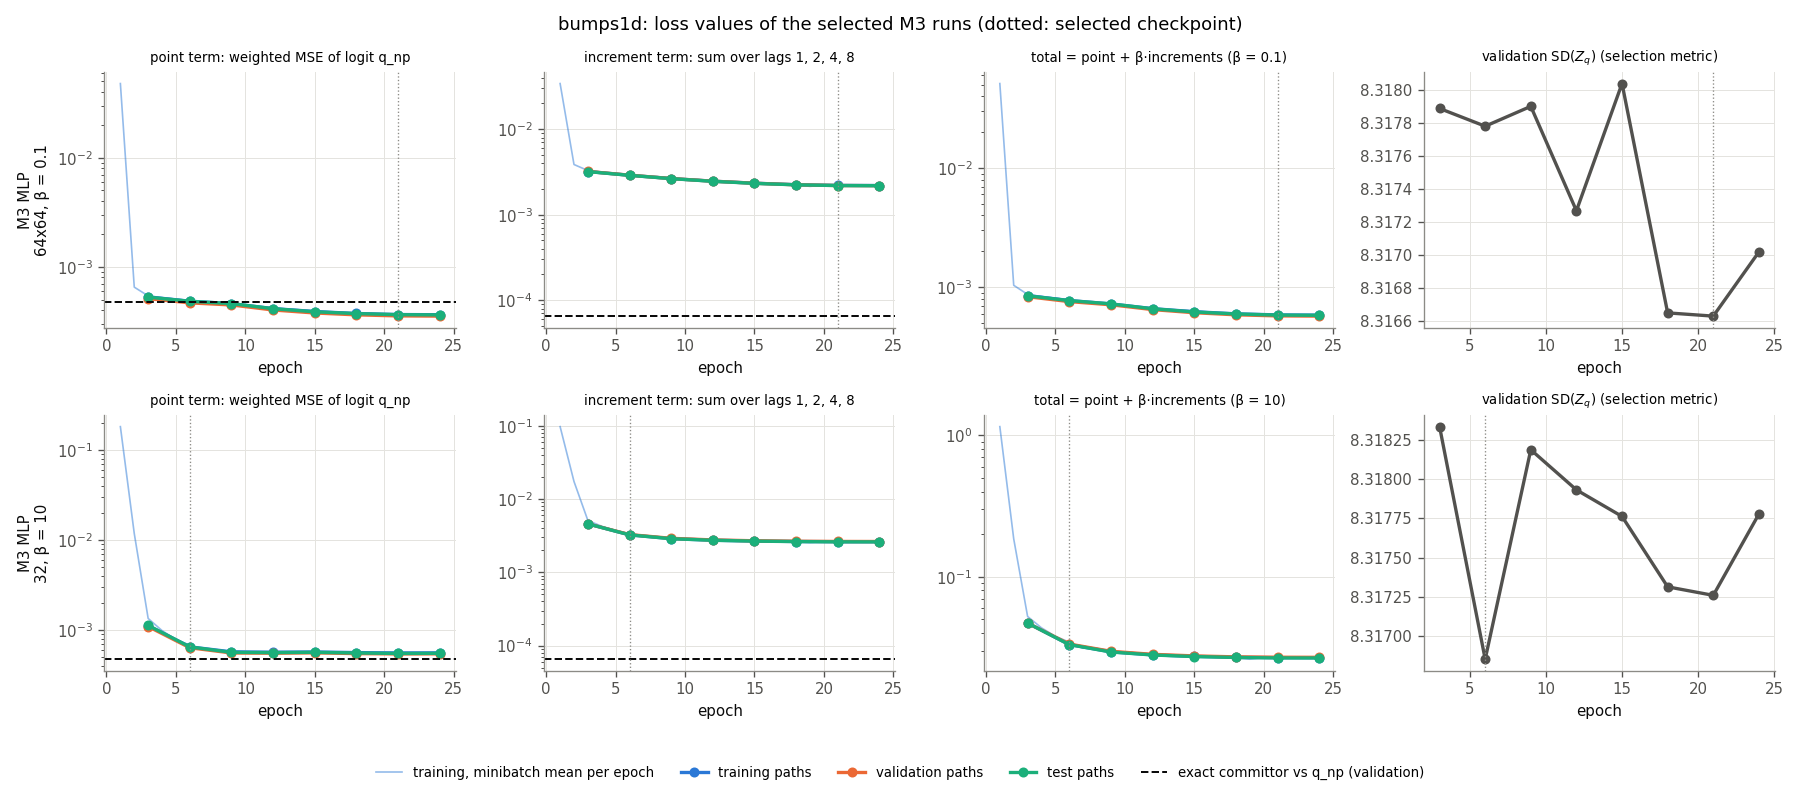 bumps1d: loss values of the selected M3 runs (dotted: selected checkpoint)
point term: weighted MSE of logit q_np
increment term: sum over lags 1, 2, 4, 8
total = point + β·increments (β = 0.1)
validation SD(Z_q) (selection metric)
M3 MLP
64x64, β = 0.1
10⁻²
10⁻³
0 5 10 15 20 25
epoch
10⁻²
10⁻³
10⁻⁴
0 5 10 15 20 25
epoch
10⁻²
10⁻³
0 5 10 15 20 25
epoch
8.3180
8.3178
8.3176
8.3174
8.3172
8.3170
8.3168
8.3166
5 10 15 20 25
epoch
point term: weighted MSE of logit q_np
increment term: sum over lags 1, 2, 4, 8
total = point + β·increments (β = 10)
validation SD(Z_q) (selection metric)
M3 MLP
32, β = 10
10⁻¹
10⁻²
10⁻³
0 5 10 15 20 25
epoch
10⁻¹
10⁻²
10⁻³
10⁻⁴
0 5 10 15 20 25
epoch
10⁰
10⁻¹
0 5 10 15 20 25
epoch
8.31825
8.31800
8.31775
8.31750
8.31725
8.31700
5 10 15 20 25
epoch
training, minibatch mean per epoch
training paths
validation paths
test paths
exact committor vs q_np (validation)